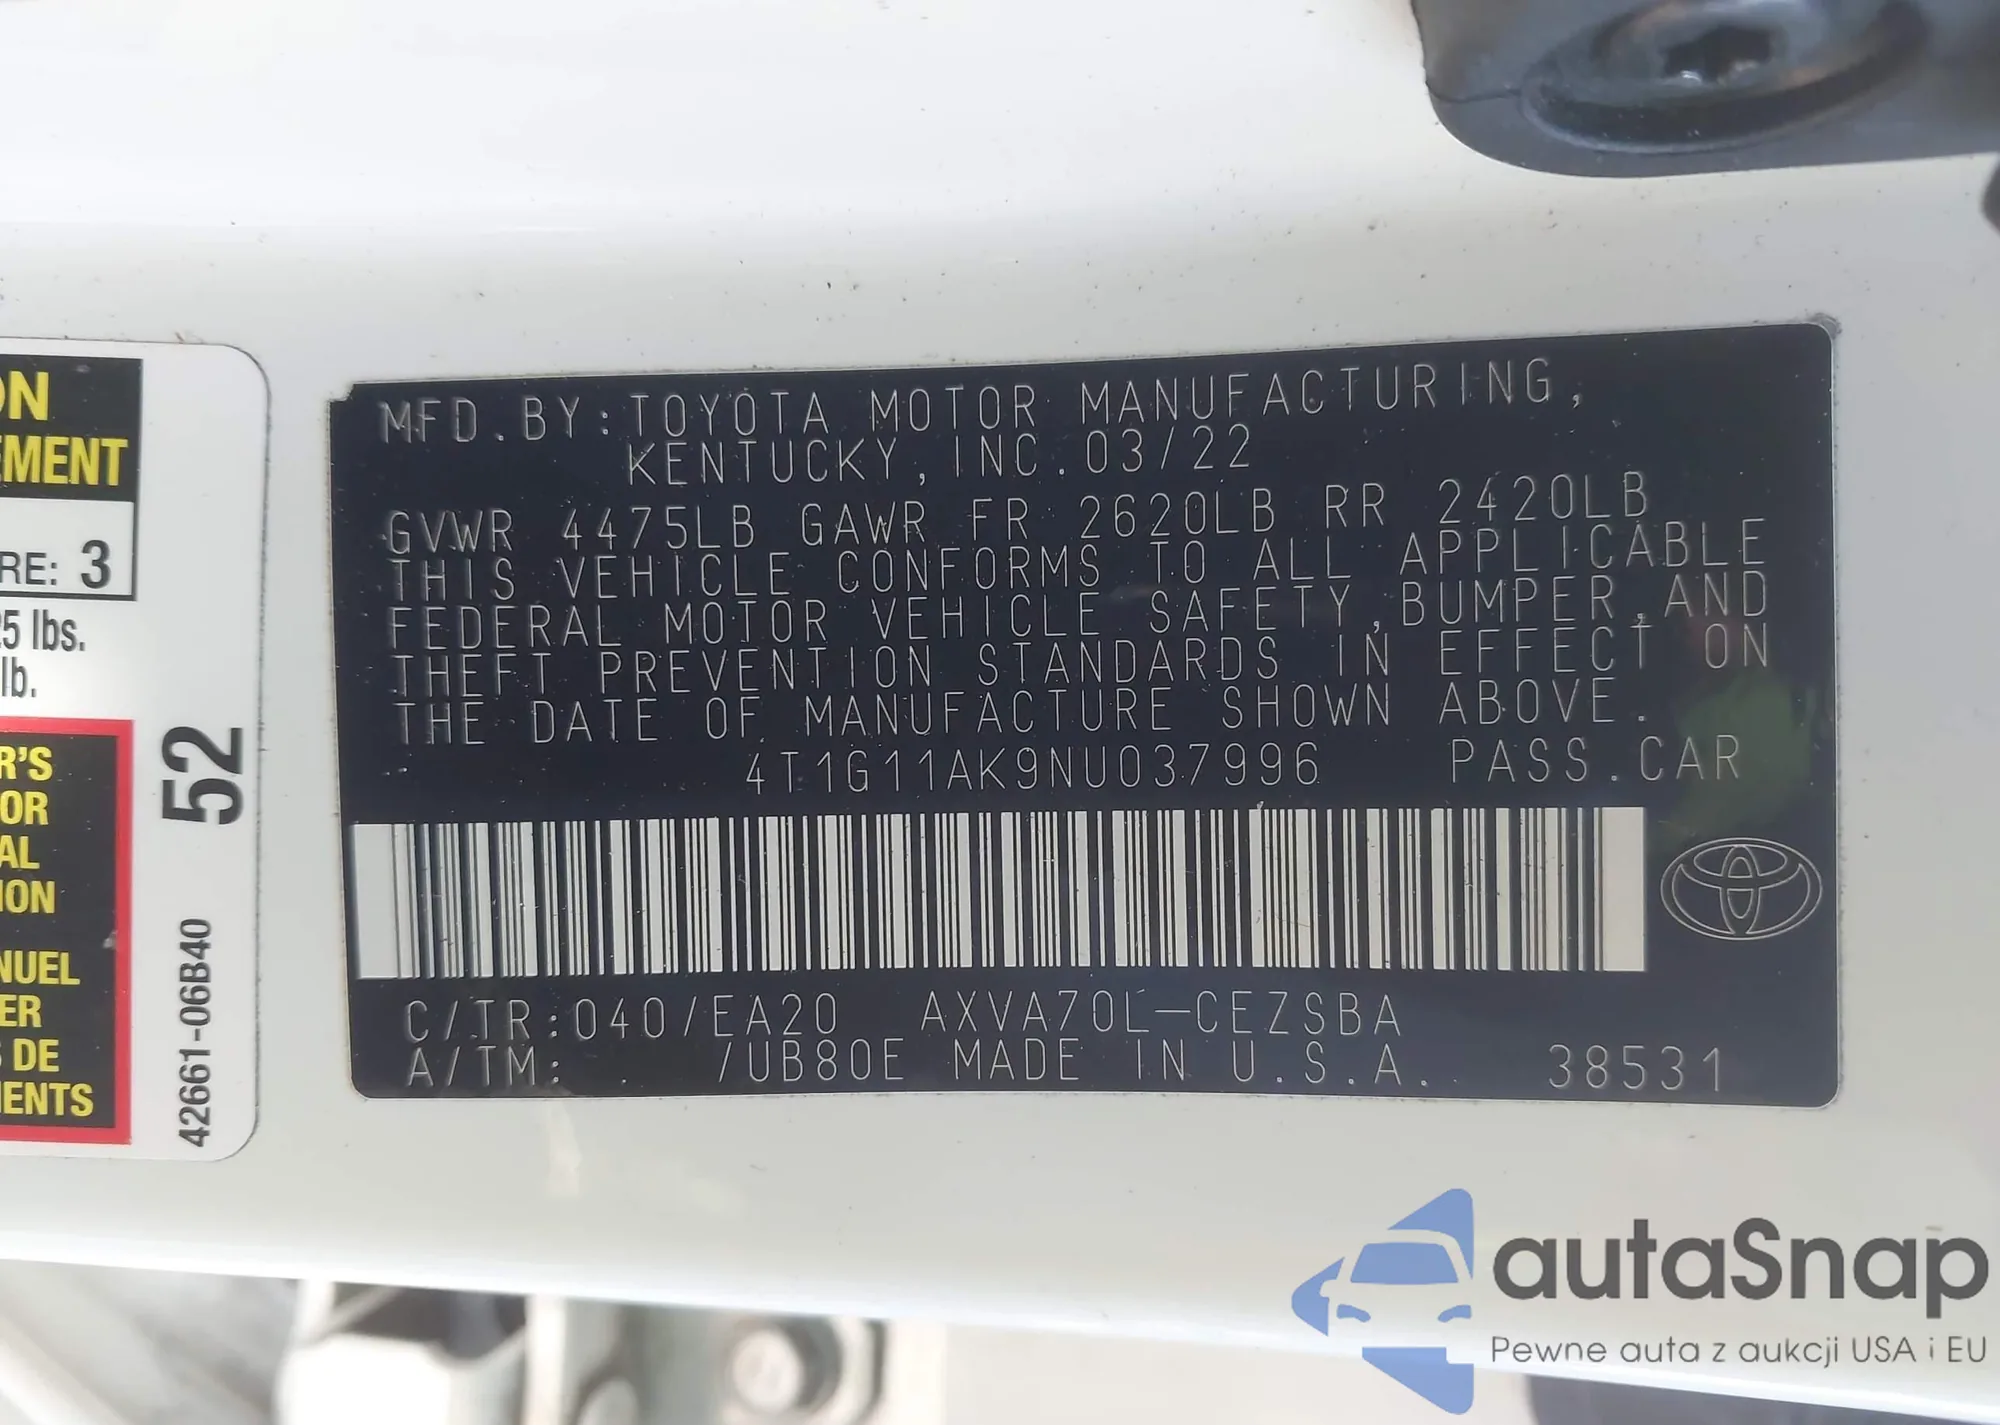 ON
EMENT
RE: 3
25 lbs.
lb.
R'S
OR
AL
ION
NUEL
ER
S DE
MENTS
52
42661-06B40
MFD. BY: TOYOTA MOTOR MANUFACTURING,
KENTUCKY, INC. 03/22
GVWR 4475LB GAWR FR 2620LB RR 2420LB
THIS VEHICLE CONFORMS TO ALL APPLICABLE
FEDERAL MOTOR VEHICLE SAFETY, BUMPER, AND
THEFT PREVENTION STANDARDS IN EFFECT ON
THE DATE OF MANUFACTURE SHOWN ABOVE.
4T1G11AK9NU037996 PASS. CAR
C/TR: 040/EA20 AXVA70L-CEZSBA
A/TM: /UB80E MADE IN U.S.A. 38531
autaSnap
Pewne auta z aukcji USA i EU